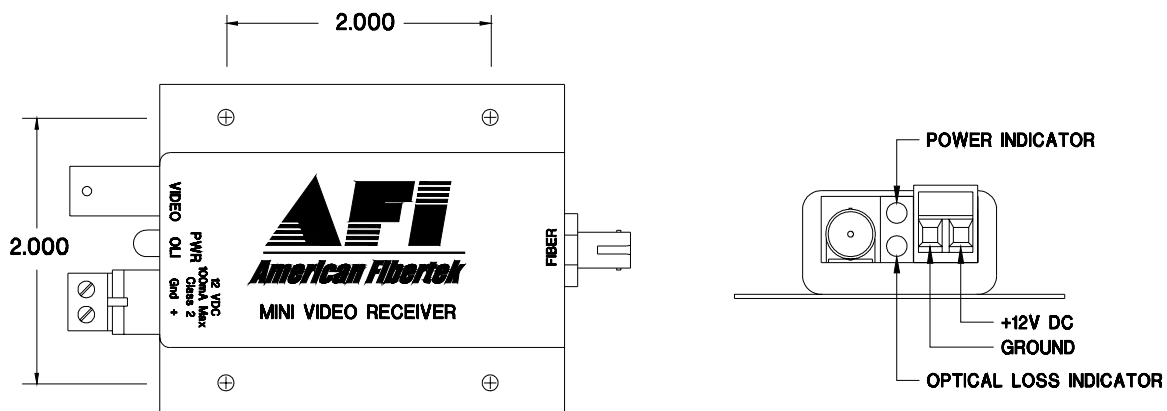 2.000
2.000
VIDEO
OLI
PWR
12 VDC
100mA Max
Class 2
Gnd +
AFI
American Fibertek
MINI VIDEO RECEIVER
FIBER
POWER INDICATOR
+12V DC
GROUND
OPTICAL LOSS INDICATOR